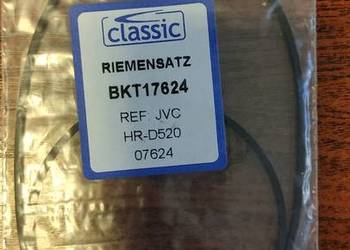 classic
RIEMENSATZ
BKT17624
REF: JVC
HR-D520
07624